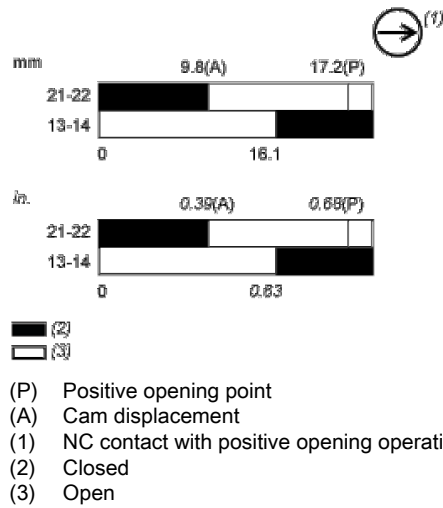 (1)
mm 9.8(A) 17.2(P)
21-22
13-14
0 16.1
in. 0.39(A) 0.68(P)
21-22
13-14
0 0.63
(2)
(3)
(P) Positive opening point
(A) Cam displacement
(1) NC contact with positive opening operati
(2) Closed
(3) Open